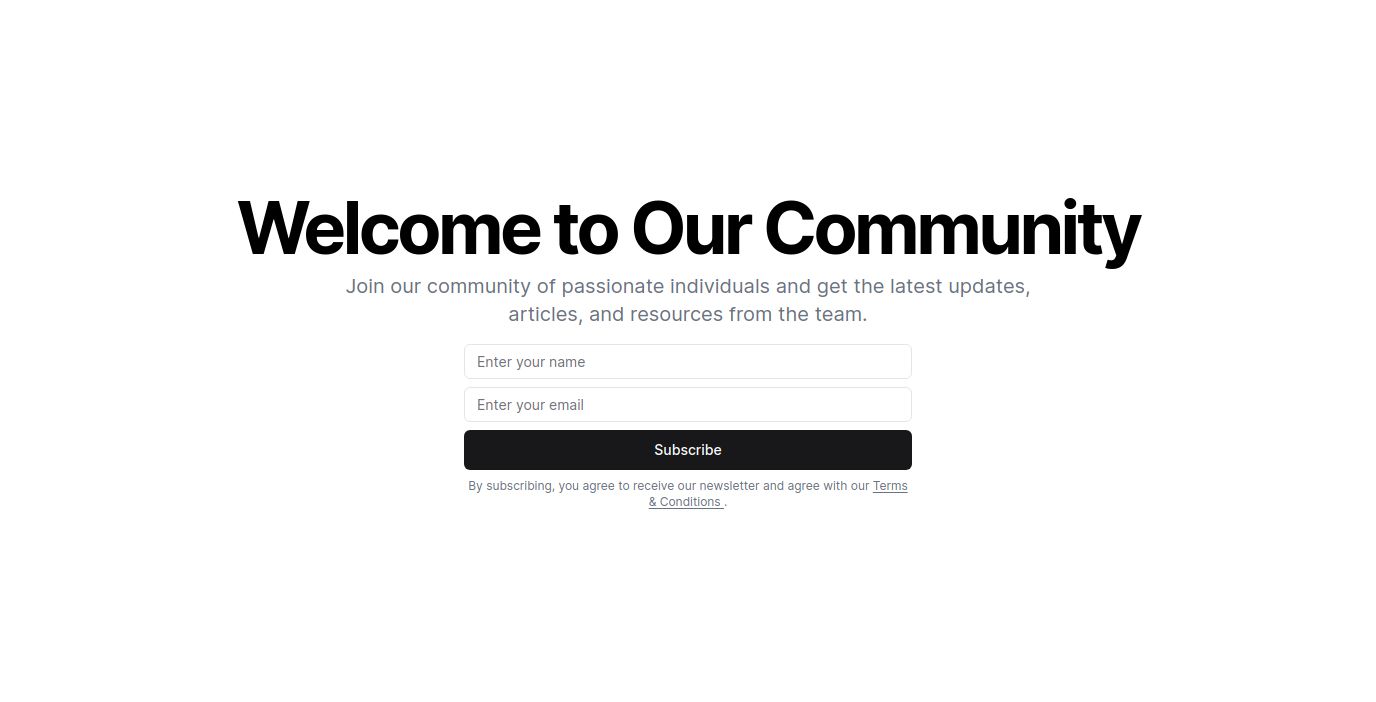 Welcome to Our Community
Join our community of passionate individuals and get the latest updates,
articles, and resources from the team.
Enter your name
Enter your email
Subscribe
By subscribing, you agree to receive our newsletter and agree with our Terms
& Conditions .